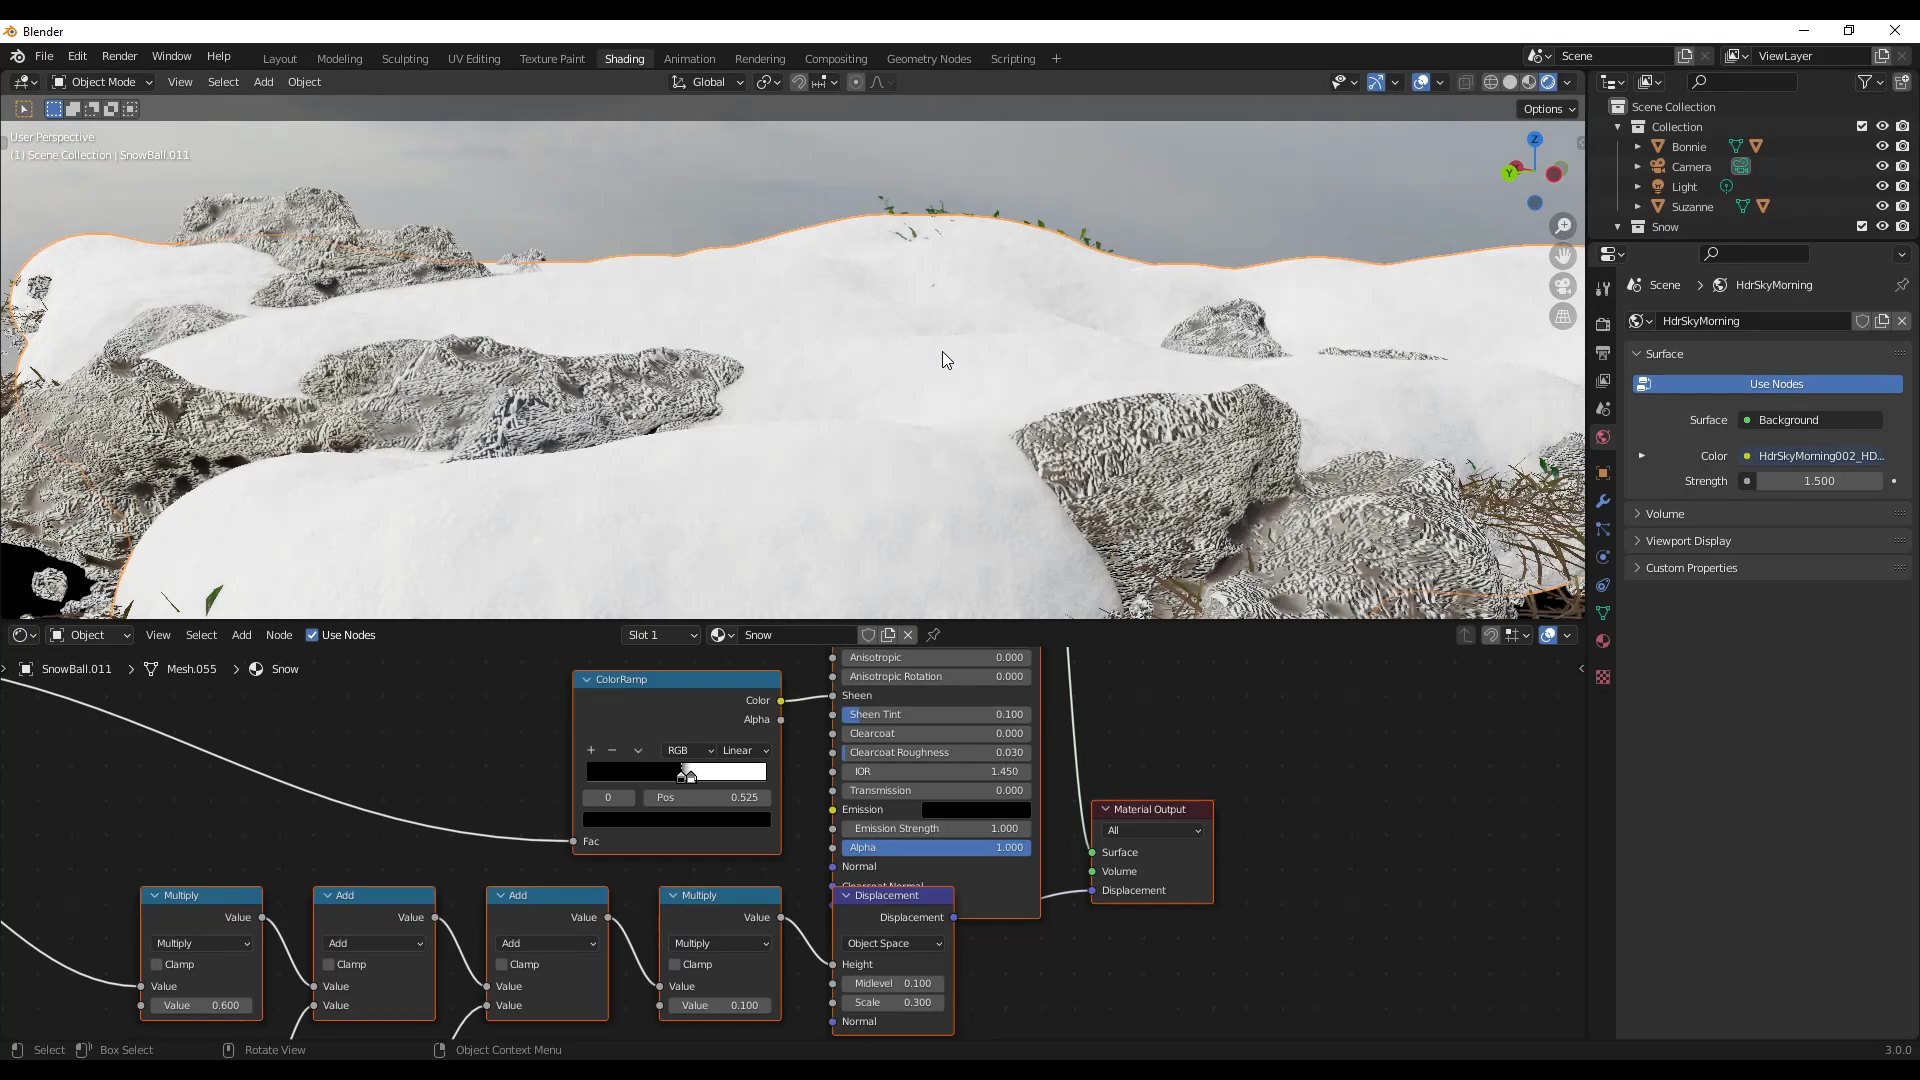 Blender
File Edit Render Window Help
Layout Modeling Sculpting UV Editing Texture Paint Shading Animation Rendering Compositing Geometry Nodes Scripting +
Scene
ViewLayer
Object Mode View Select Add Object
Global
Options
User Perspective
(1) Scene Collection | SnowBall.011
Z
Y
Scene Collection
Collection
Bonnie
Camera
Light
Suzanne
Snow
Scene > HdrSkyMorning
HdrSkyMorning
Surface
Use Nodes
Surface Background
Color HdrSkyMorning002_HD...
Strength 1.500
Volume
Viewport Display
Custom Properties
Object View Select Add Node Use Nodes
Slot 1
Snow
SnowBall.011 > Mesh.055 > Snow
ColorRamp
Color
Alpha
+ −
RGB Linear
0 Pos 0.525
Fac
Anisotropic 0.000
Anisotropic Rotation 0.000
Sheen
Sheen Tint 0.100
Clearcoat 0.000
Clearcoat Roughness 0.030
IOR 1.450
Transmission 0.000
Emission
Emission Strength 1.000
Alpha 1.000
Normal
Clearcoat Normal
Material Output
All
Surface
Volume
Displacement
Multiply
Value
Multiply
Clamp
Value
Value 0.600
Add
Value
Add
Clamp
Value
Value
Add
Value
Add
Clamp
Value
Value
Multiply
Value
Multiply
Clamp
Value
Value 0.100
Displacement
Displacement
Object Space
Height
Midlevel 0.100
Scale 0.300
Normal
Select Box Select Rotate View Object Context Menu
3.0.0